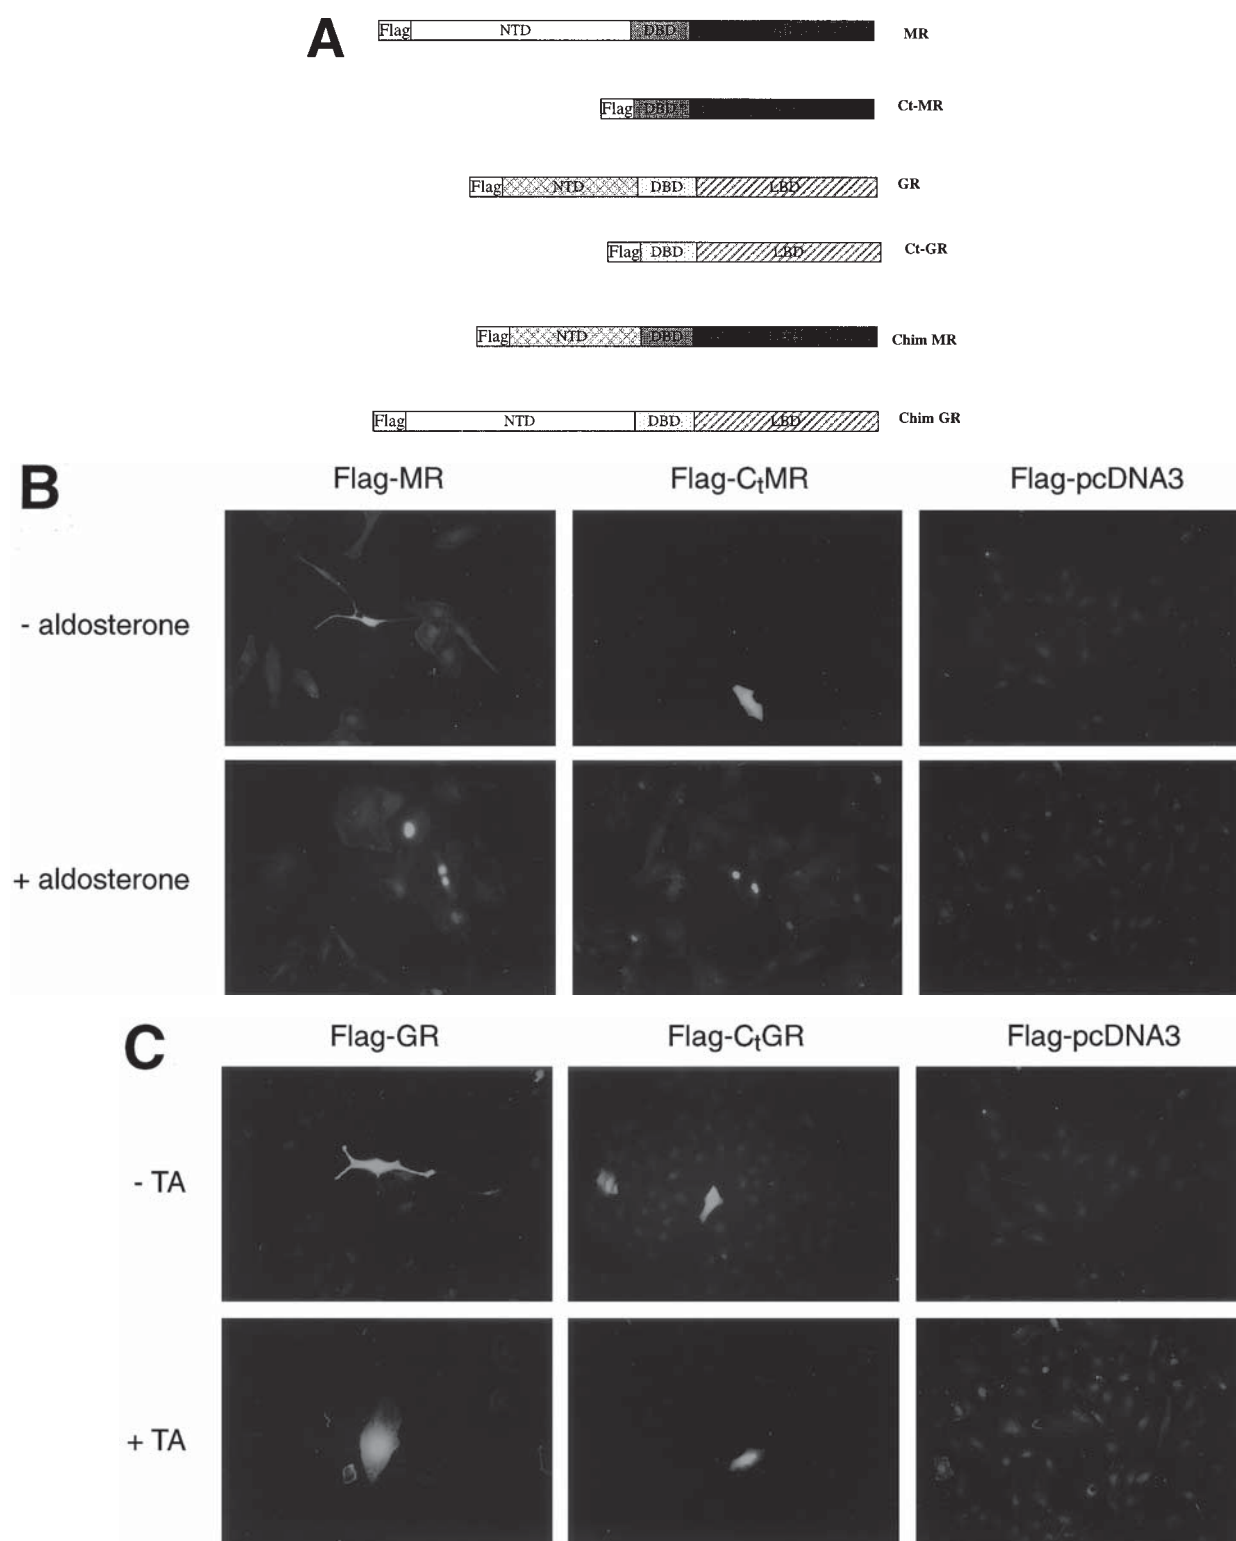 A
Flag NTD DBD MR
Flag DBD Ct-MR
Flag NTD DBD LBD GR
Flag DBD LBD Ct-GR
Flag NTD DBD Chim MR
Flag NTD DBD LBD Chim GR
B
Flag-MR Flag-CtMR Flag-pcDNA3
- aldosterone
+ aldosterone
C
Flag-GR Flag-CtGR Flag-pcDNA3
- TA
+ TA